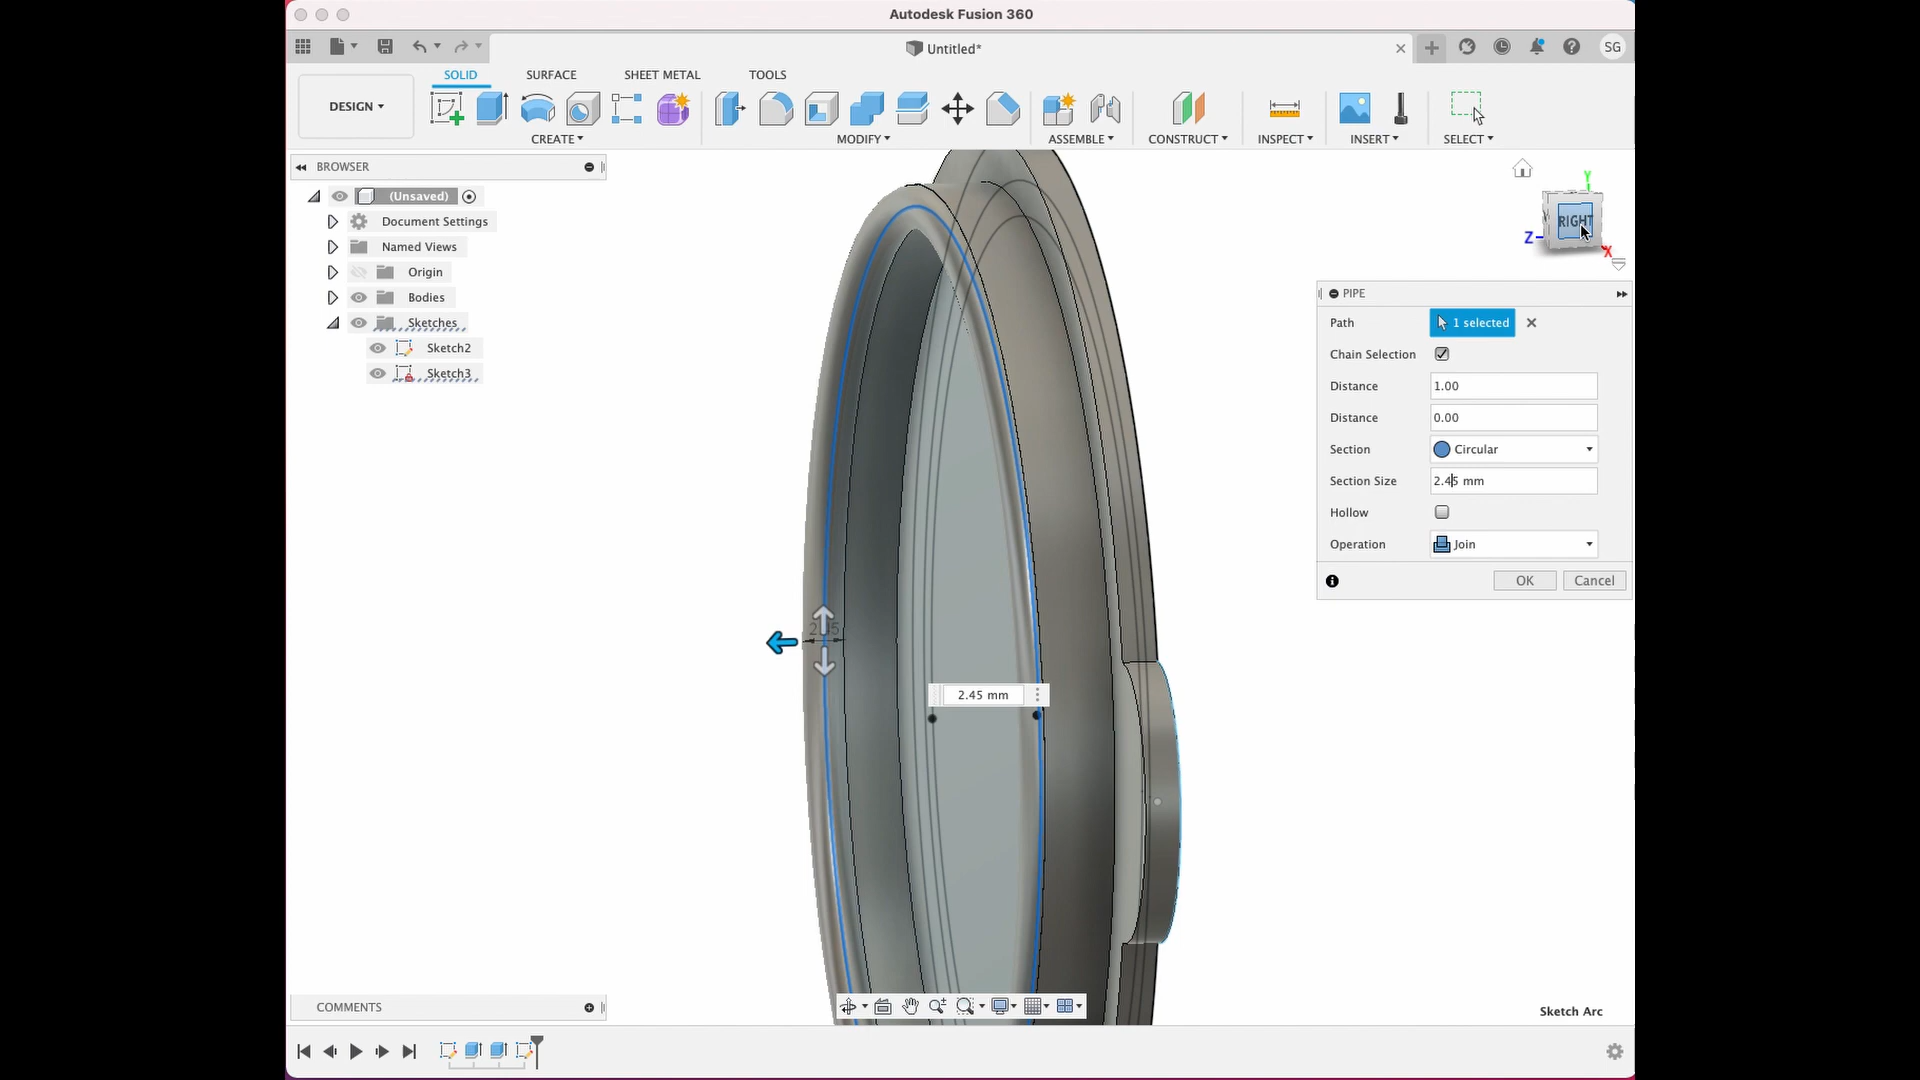 Autodesk Fusion 360
Untitled*
SG
DESIGN
SOLID
SURFACE
SHEET METAL
TOOLS
CREATE
MODIFY
ASSEMBLE
CONSTRUCT
INSPECT
INSERT
SELECT
BROWSER
(Unsaved)
Document Settings
Named Views
Origin
Bodies
Sketches
Sketch2
Sketch3
Y
RIGHT
Z
X
PIPE
Path
1 selected
Chain Selection
Distance
1.00
Distance
0.00
Section
Circular
Section Size
2.45 mm
Hollow
Operation
Join
OK
Cancel
2.45 mm
COMMENTS
Sketch Arc